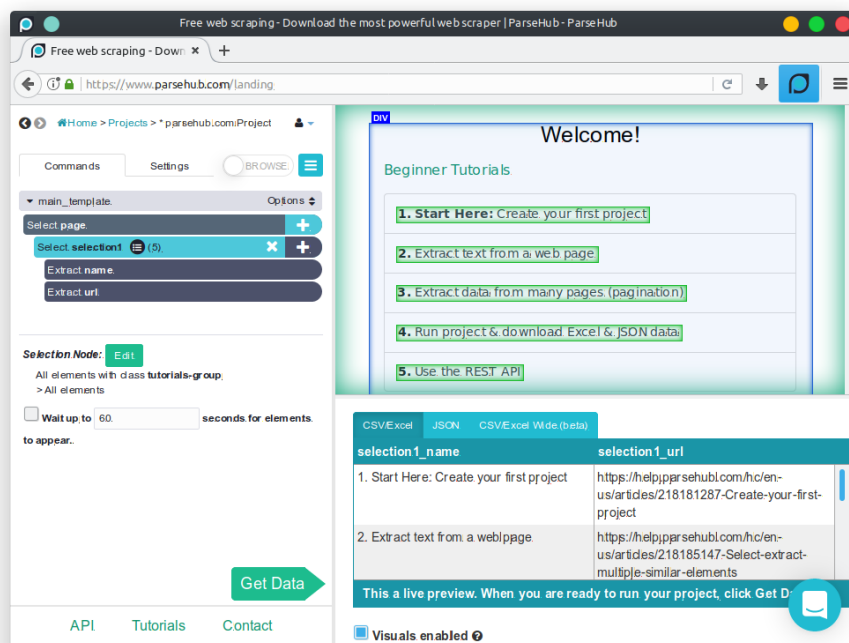 Free web scraping - Download the most powerful web scraper | ParseHub - ParseHub
Free web scraping - Down × +
https://www.parsehub.com/landing
Home > Projects > * parsehub.com Project
Commands Settings BROWSE
main_template Options
Select page
Select selection1 (5)
Extract name
Extract url
Selection Node: Edit
All elements with class tutorials-group
> All elements
Wait up to 60 seconds for elements
to appear.
Get Data
API Tutorials Contact
DIV
Welcome!
Beginner Tutorials
1. Start Here: Create your first project
2. Extract text from a web page
3. Extract data from many pages (pagination)
4. Run project & download Excel & JSON data
5. Use the REST API
CSV/Excel JSON CSV/Excel Wide (beta)
selection1_name selection1_url
1. Start Here: Create your first project https://help.parsehub.com/hc/en-
us/articles/218181287-Create-your-first-
project
2. Extract text from a web page https://help.parsehub.com/hc/en-
us/articles/218185147-Select-extract-
multiple-similar-elements
This a live preview. When you are ready to run your project, click Get D
Visuals enabled